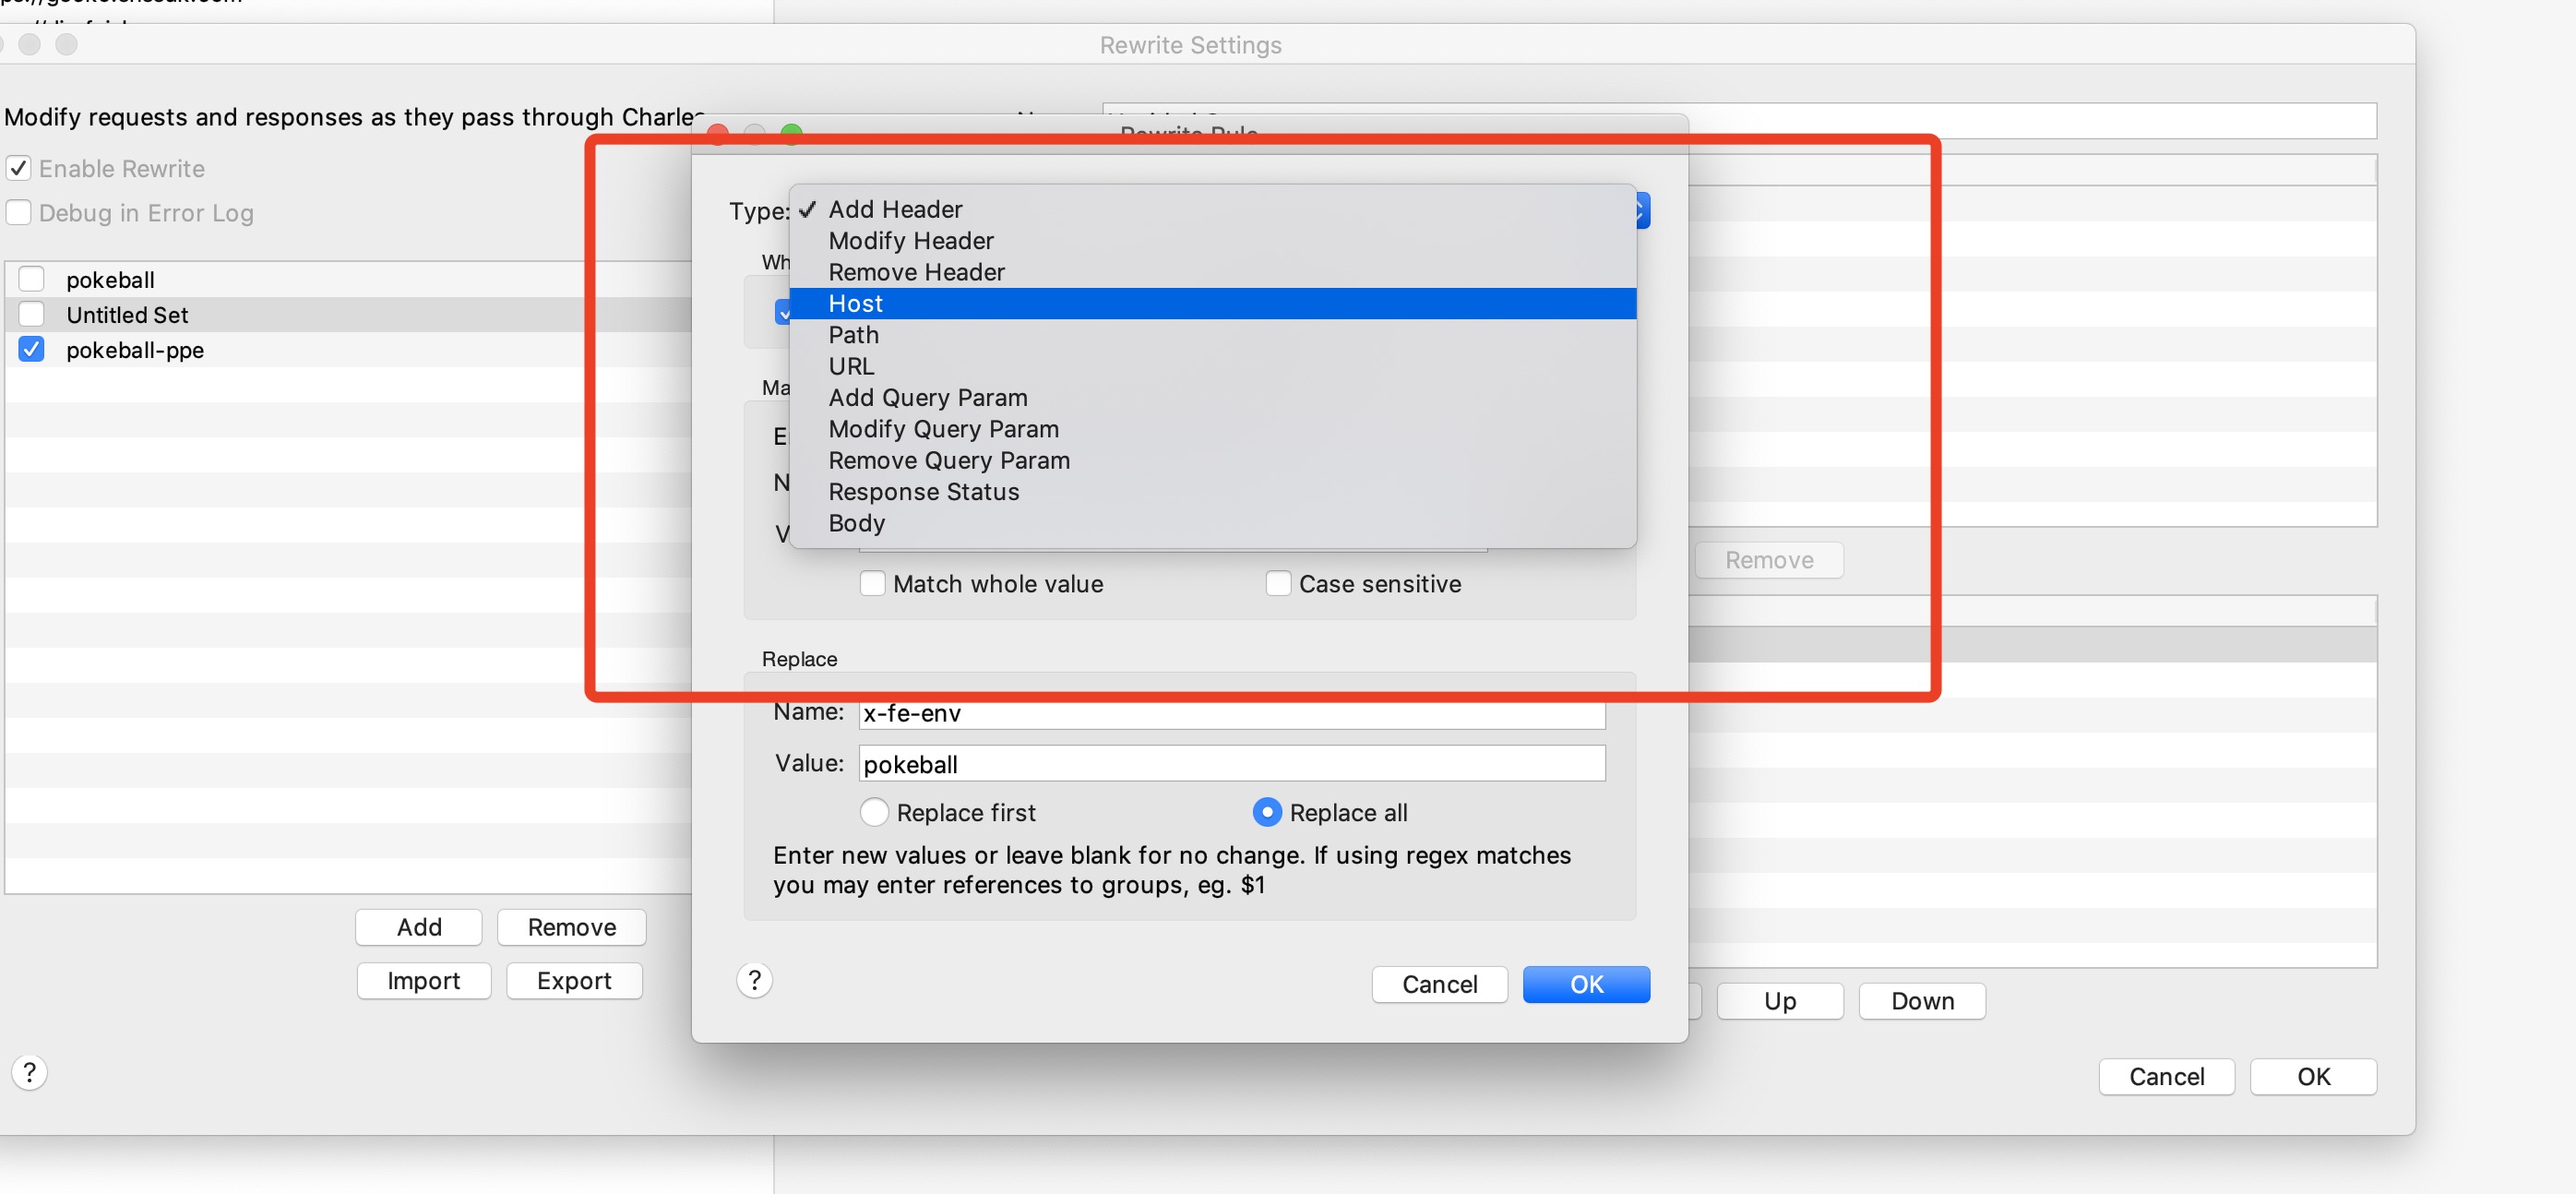 Rewrite Settings
Modify requests and responses as they pass through Charles
Enable Rewrite
Debug in Error Log
pokeball
Untitled Set
pokeball-ppe
Add
Remove
Import
Export
?
Rewrite Rule
Type:
✓ Add Header
Modify Header
Remove Header
Host
Path
URL
Add Query Param
Modify Query Param
Remove Query Param
Response Status
Body
Wh
Ma
E
N
V
Match whole value
Case sensitive
Replace
Name: x-fe-env
Value: pokeball
Replace first
Replace all
Enter new values or leave blank for no change. If using regex matches
you may enter references to groups, eg. $1
?
Cancel
OK
Remove
Up
Down
Cancel
OK